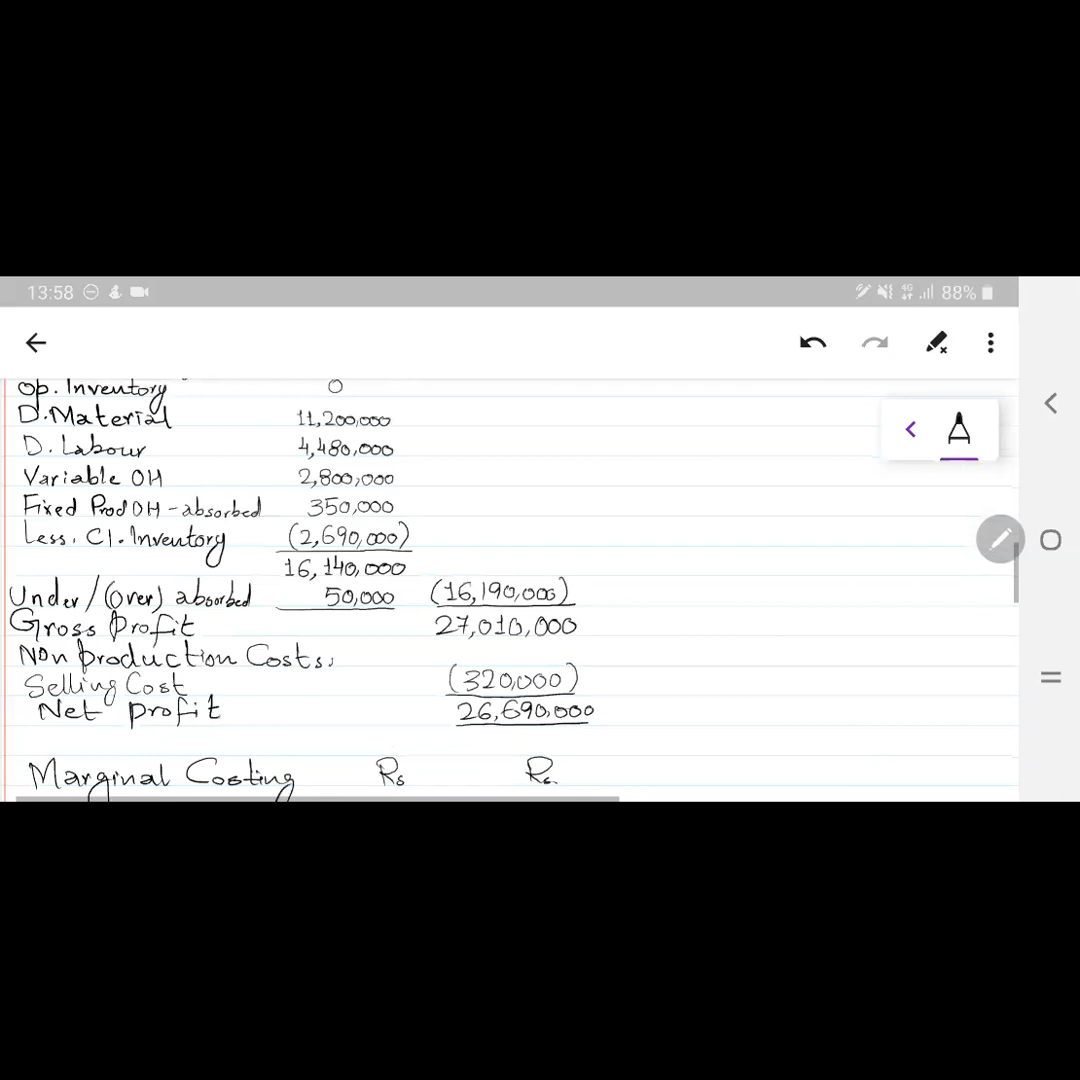 13:58 4G 88%
Op. Inventory 0
D. Material 11,200,000
D. Labour 4,480,000
Variable OH 2,800,000
Fixed Prod OH - absorbed 350,000
Less. Cl. Inventory (2,690,000)
16,140,000
Under/(over) absorbed 50,000 (16,190,000)
Gross Profit 27,010,000
Non production Costs:
Selling Cost (320,000)
Net profit 26,690,000
Marginal Costing Rs Rs.